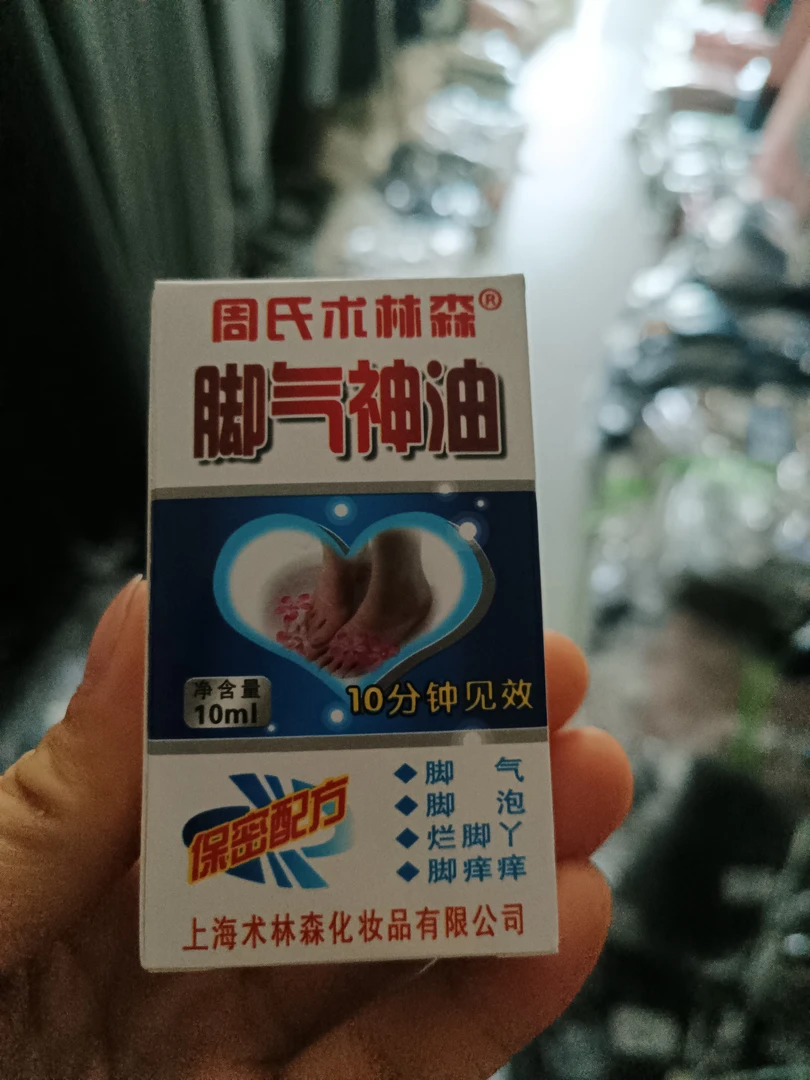 周氏术林森®
脚气神油
净含量
10ml
10分钟见效
保密配方
◆脚 气
◆脚 泡
◆烂脚丫
◆脚痒痒
上海术林森化妆品有限公司